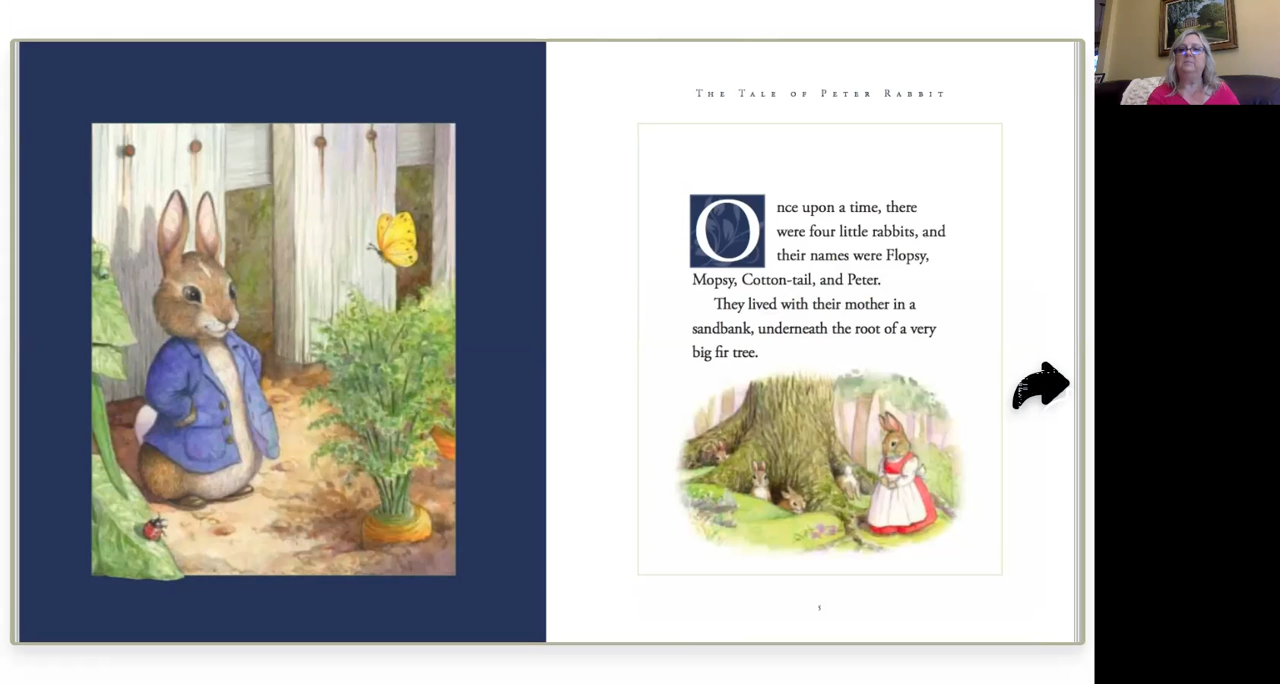 The Tale of Peter Rabbit
Once upon a time, there
were four little rabbits, and
their names were Flopsy,
Mopsy, Cotton-tail, and Peter.
They lived with their mother in a
sandbank, underneath the root of a very
big fir tree.
5